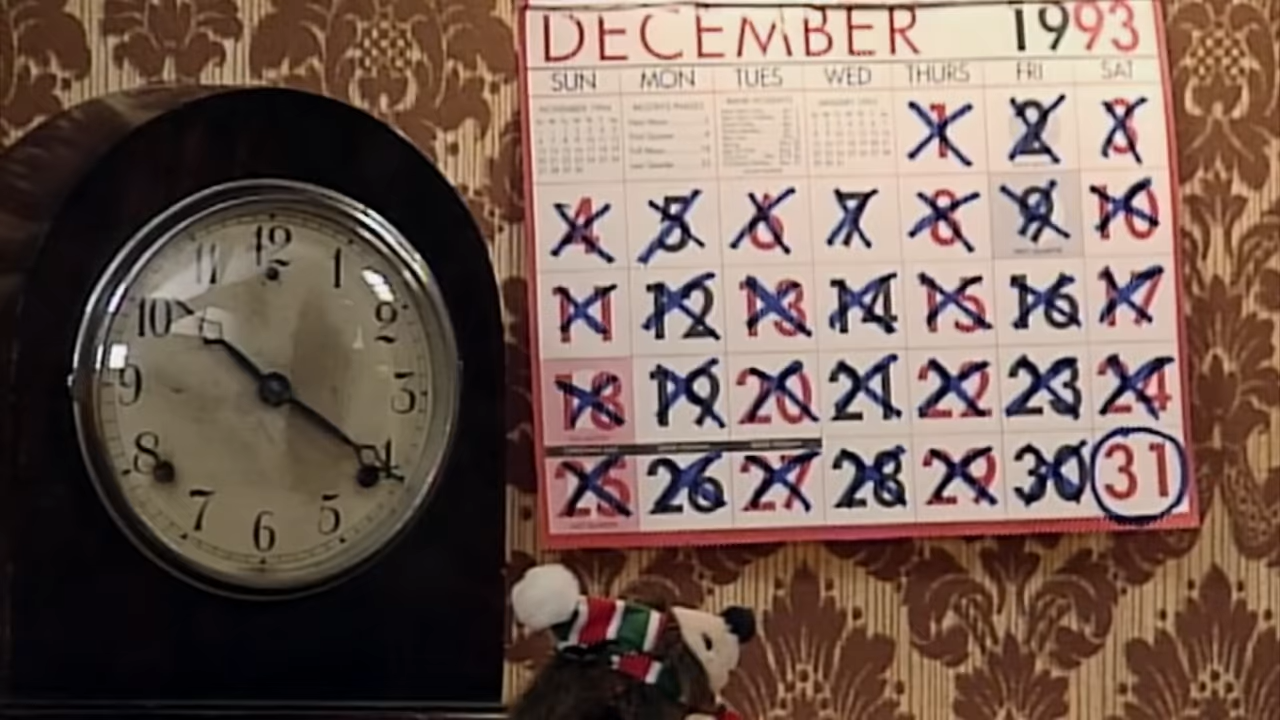 DECEMBER 1993
SUN MON TUES WED THURS FRI SAT
1 2 3
4 5 6 7 8 9 10
11 12 13 14 15 16 17
18 19 20 21 22 23 24
25 26 27 28 29 30 31
12
11 1
10 2
9 3
8 4
7 5
6